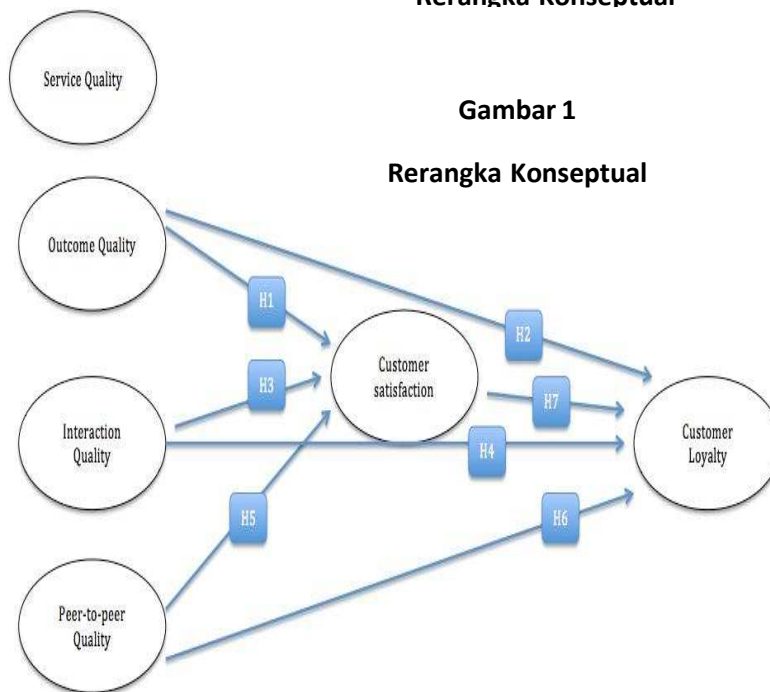 Rerangka Konseptual
Service Quality
Gambar 1
Rerangka Konseptual
Outcome Quality
H1
H2
Customer
satisfaction
H3
H7
Interaction
Quality
H4
Customer
Loyalty
H5
H6
Peer-to-peer
Quality